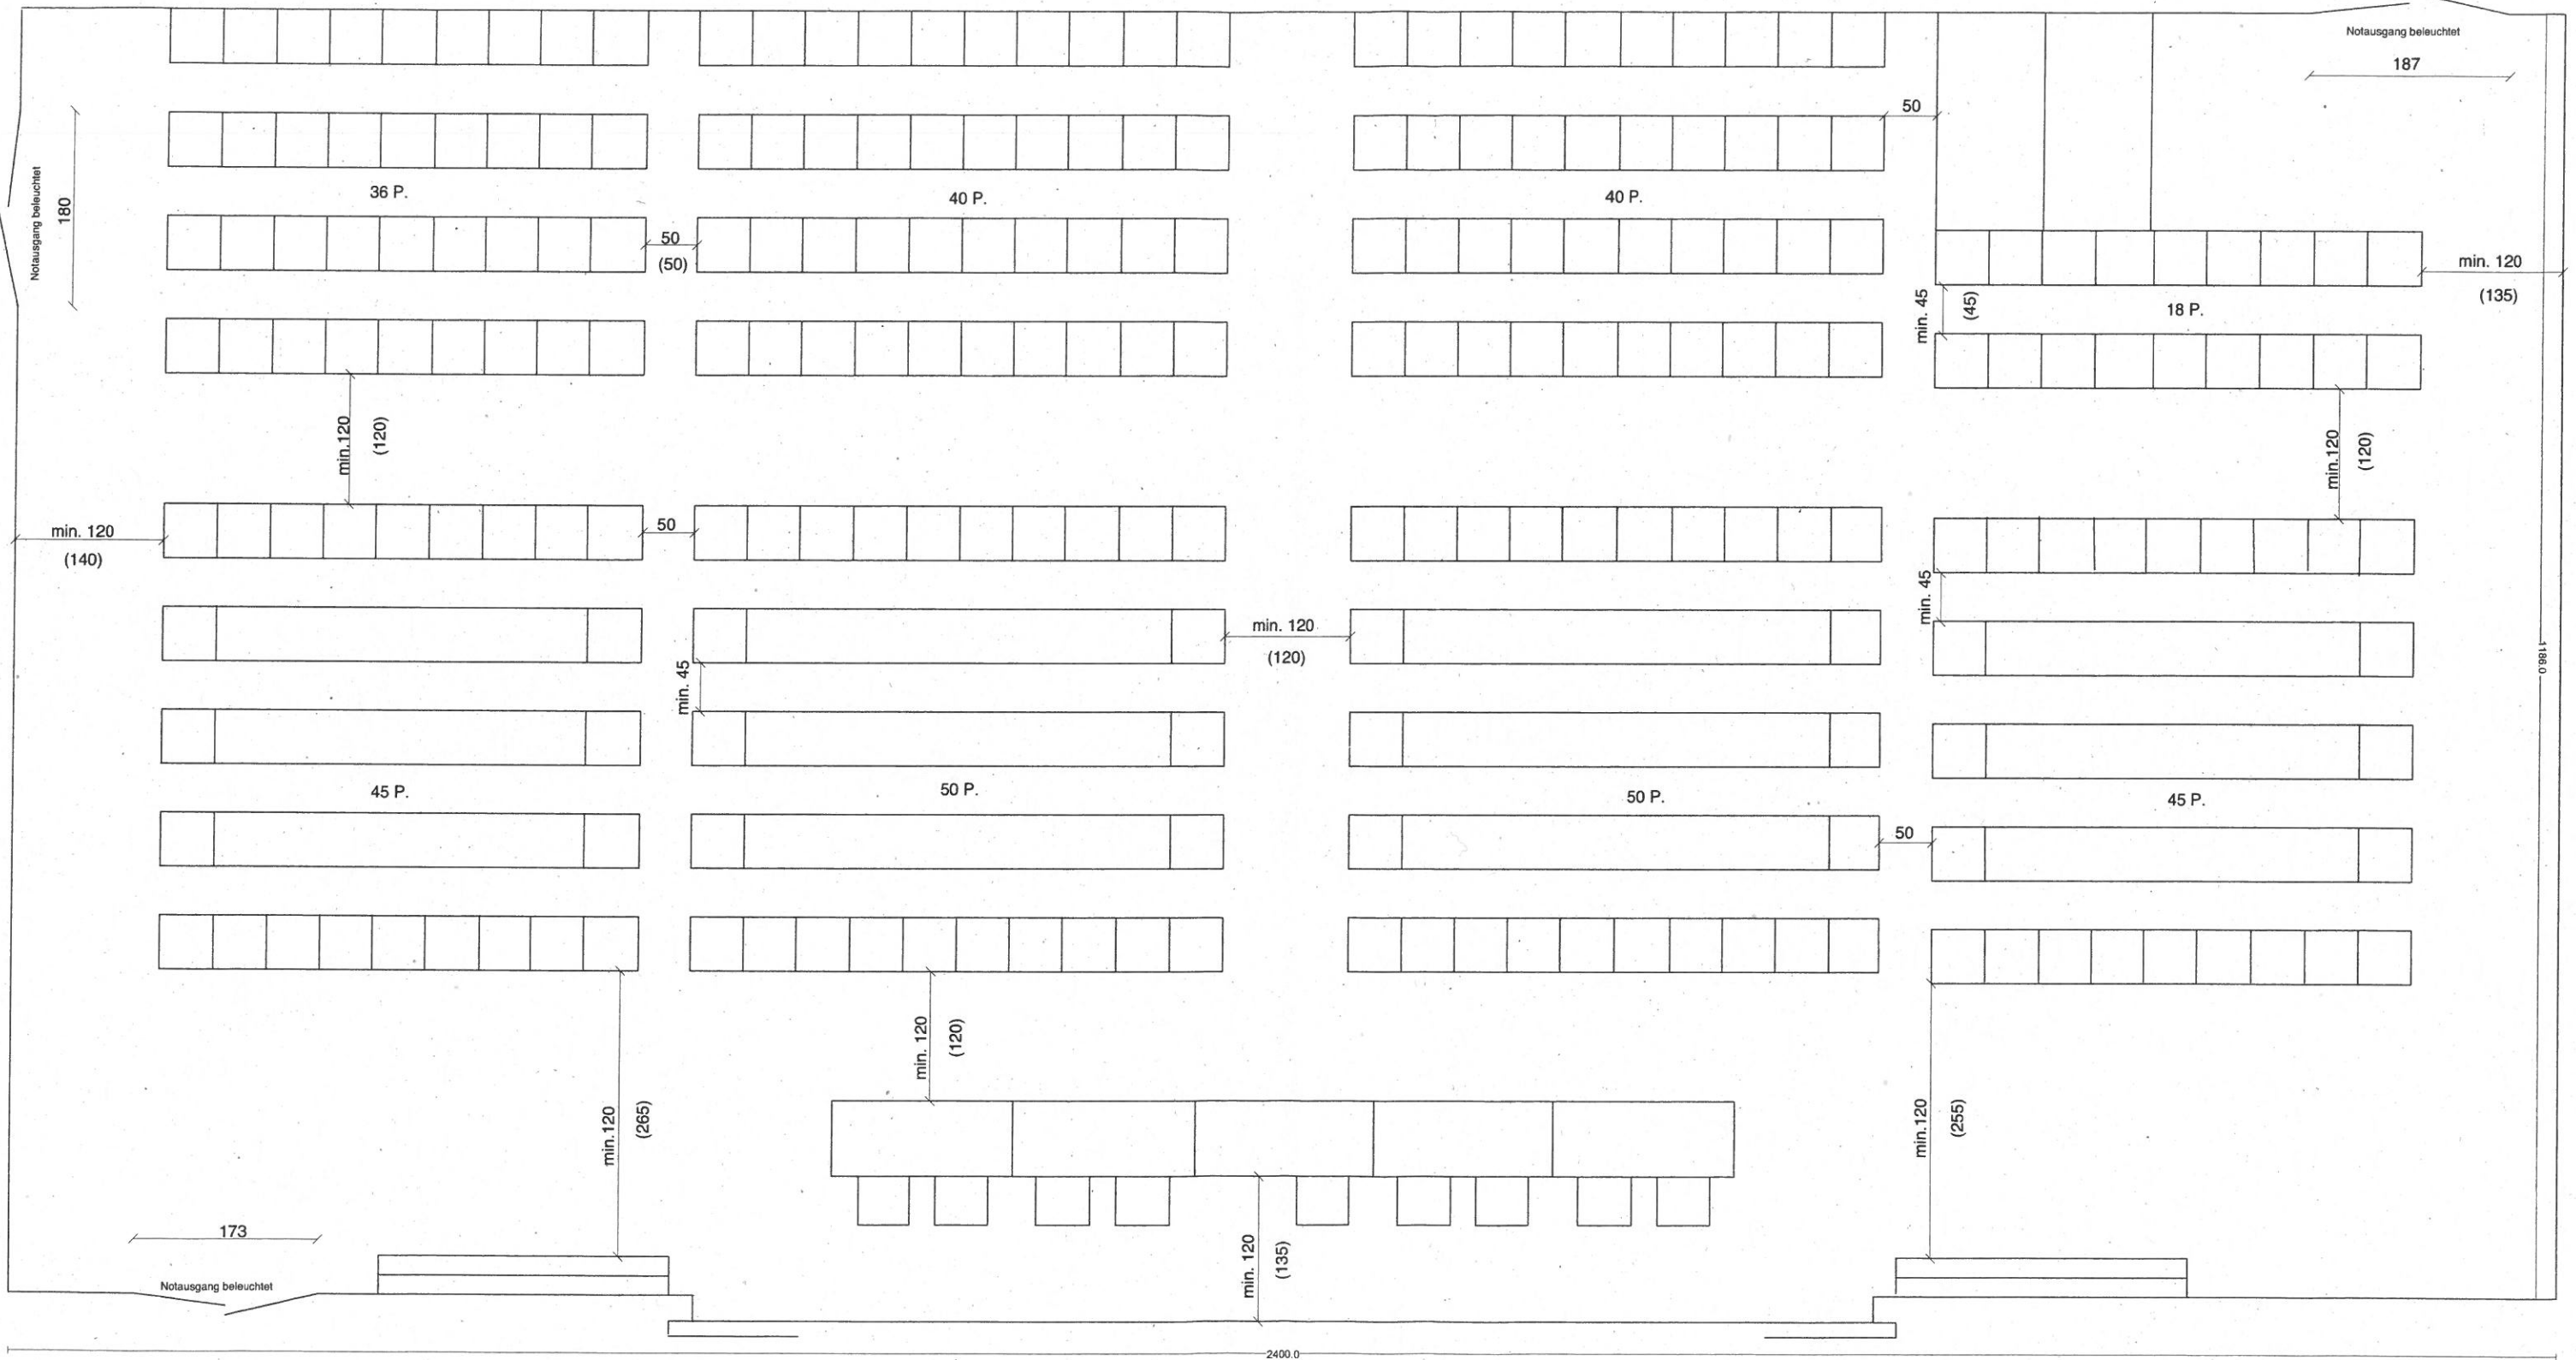 Notausgang beleuchtet
187
50
Notausgang beleuchtet
180
36 P.
40 P.
40 P.
50
(50)
min. 120
(135)
min. 45
(45)
18 P.
min.120
(120)
min.120
(120)
min. 120
(140)
50
min. 45
min. 120
(120)
min. 45
1186.0
45 P.
50 P.
50 P.
45 P.
50
min. 120
(120)
min.120
(265)
min.120
(255)
173
min. 120
(135)
Notausgang beleuchtet
2400.0